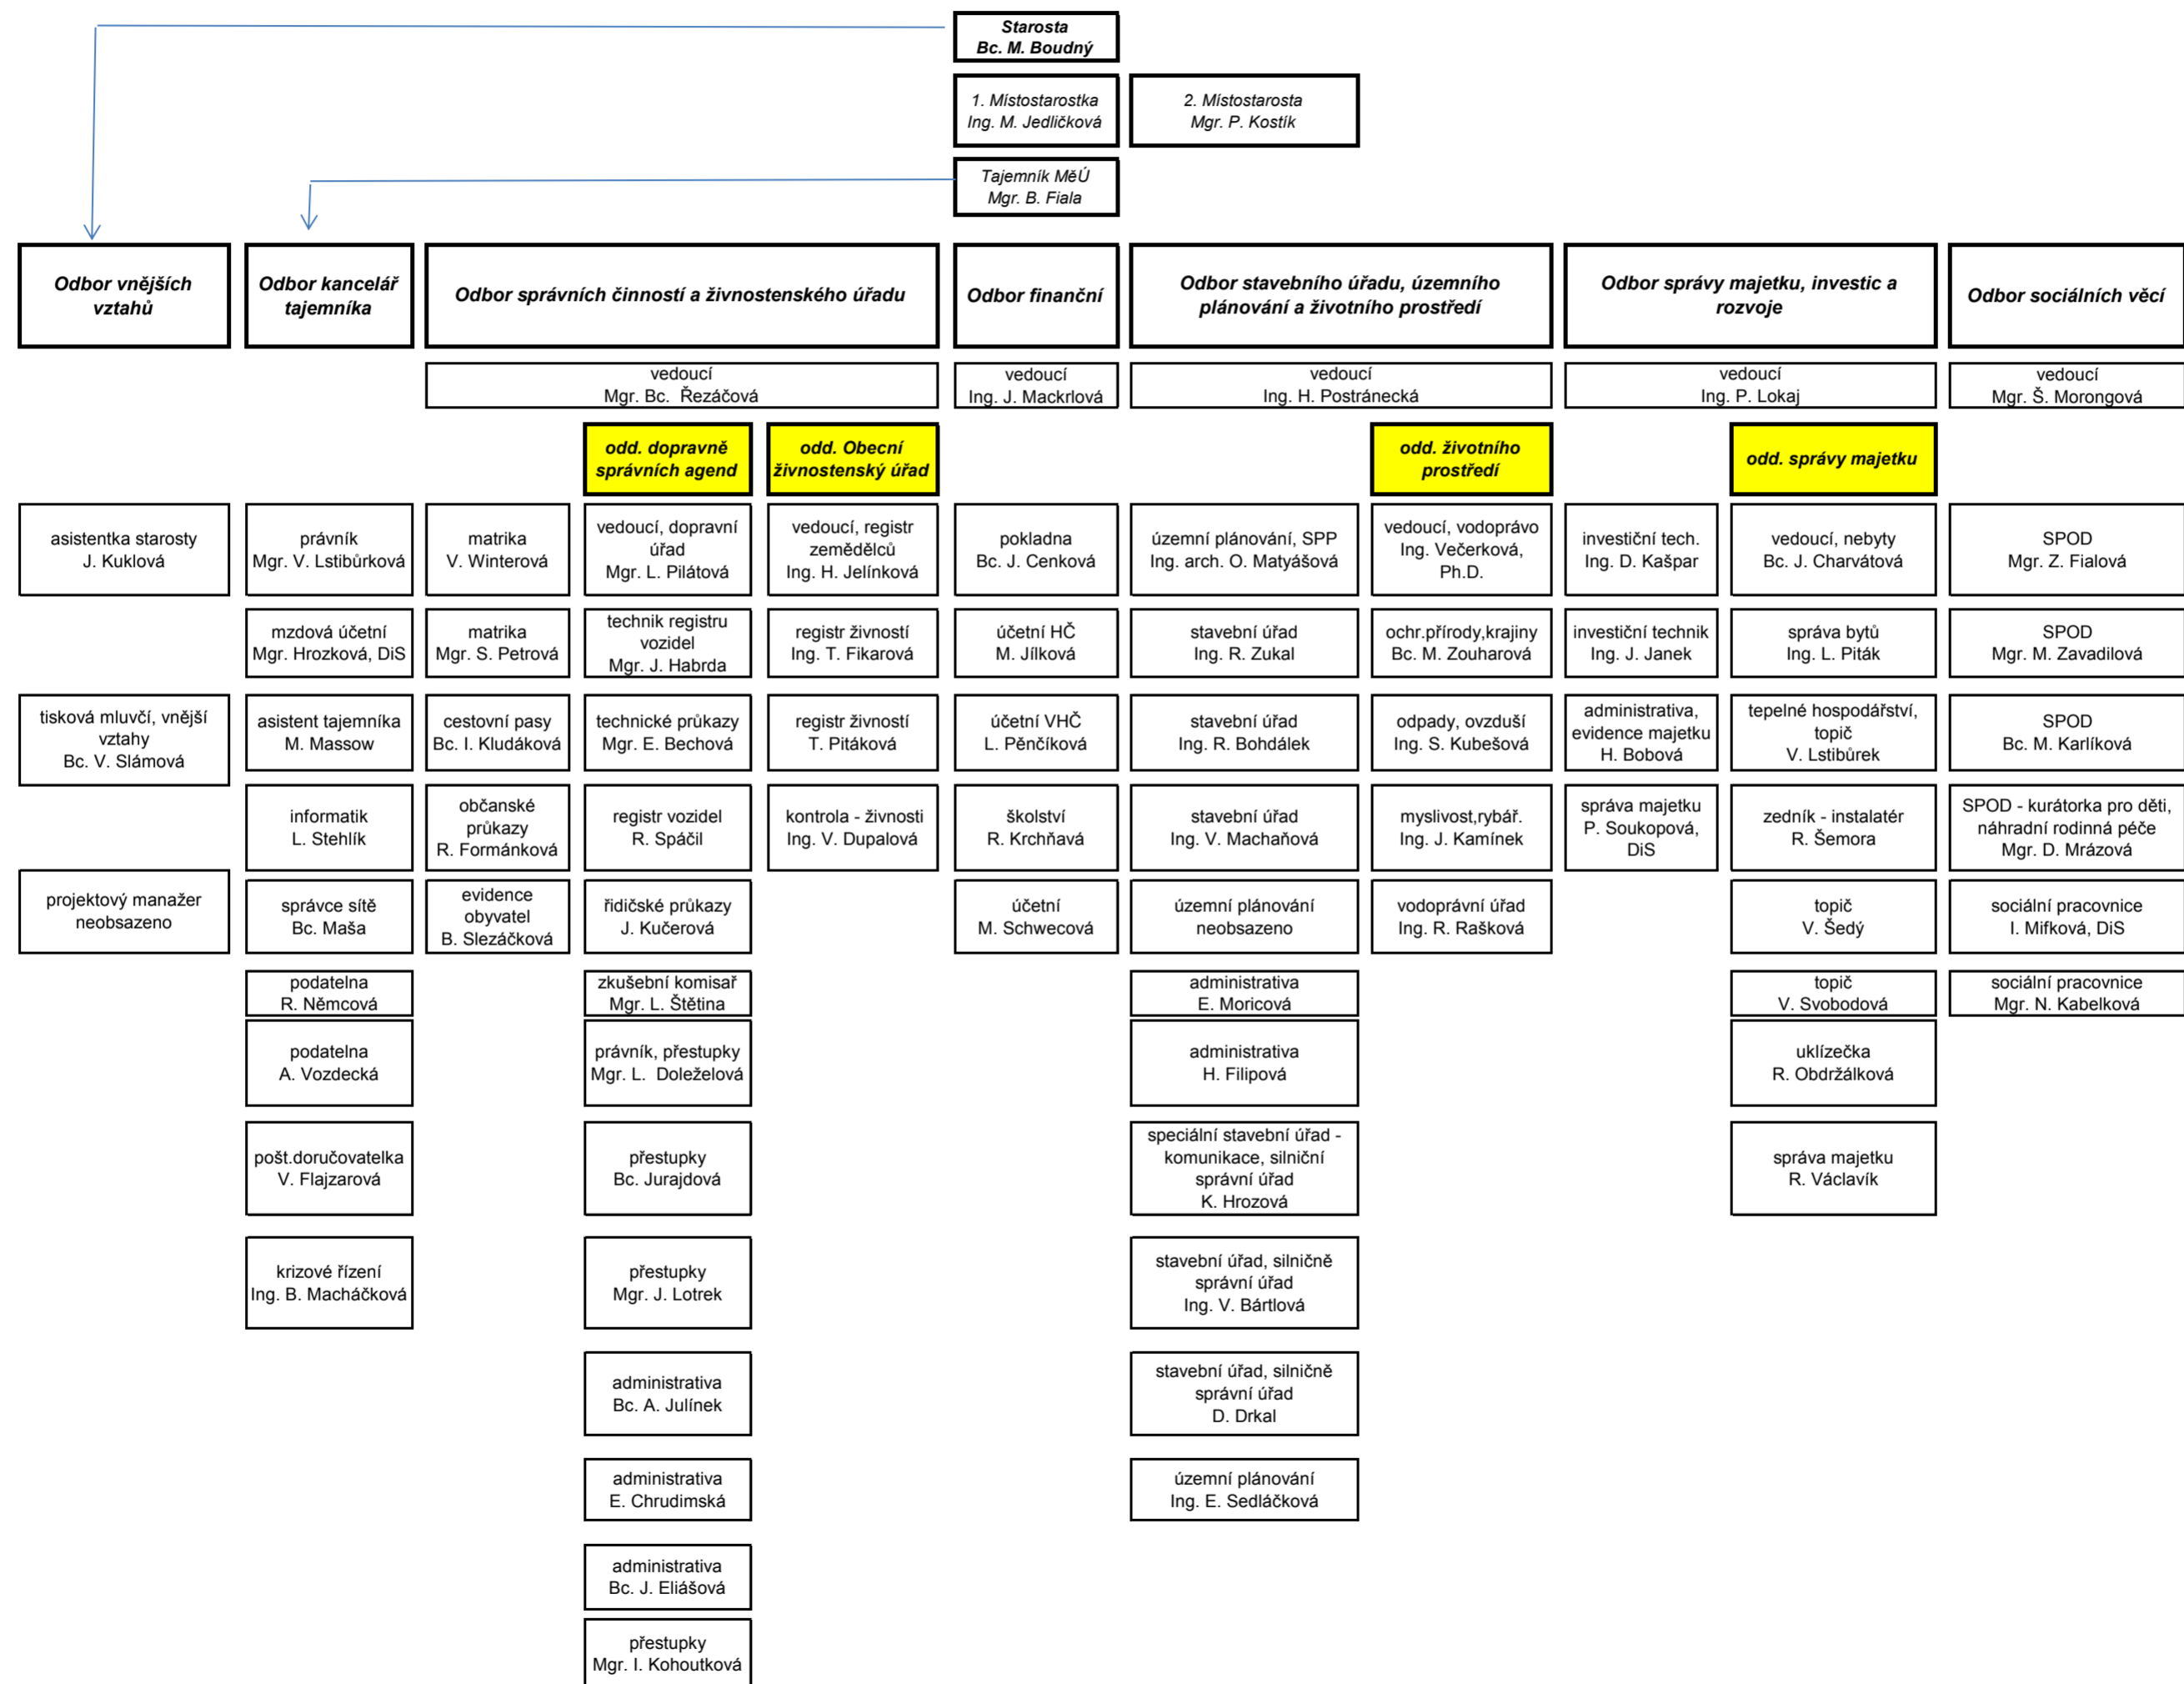 Starosta
Bc. M. Boudný
1. Místostarostka
Ing. M. Jedličková
2. Místostarosta
Mgr. P. Kostík
Tajemník MěÚ
Mgr. B. Fiala
Odbor vnějších
vztahů
Odbor kancelář
tajemníka
Odbor správních činností a živnostenského úřadu
Odbor finanční
Odbor stavebního úřadu, územního
plánování a životního prostředí
Odbor správy majetku, investic a
rozvoje
Odbor sociálních věcí
vedoucí
Mgr. Bc.  Řezáčová
vedoucí
Ing. J. Mackrlová
vedoucí
Ing. H. Postránecká
vedoucí
Ing. P. Lokaj
vedoucí
Mgr. Š. Morongová
odd. dopravně
správních agend
odd. Obecní
živnostenský úřad
odd. životního
prostředí
odd. správy majetku
asistentka starosty
J. Kuklová
právník
Mgr. V. Lstibůrková
matrika
V. Winterová
vedoucí, dopravní
úřad
Mgr. L. Pilátová
vedoucí, registr
zemědělců
Ing. H. Jelínková
pokladna
Bc. J. Cenková
územní plánování, SPP
Ing. arch. O. Matyášová
vedoucí, vodoprávo
Ing. Večerková,
Ph.D.
investiční tech.
Ing. D. Kašpar
vedoucí, nebyty
Bc. J. Charvátová
SPOD
Mgr. Z. Fialová
mzdová účetní
Mgr. Hrozková, DiS
matrika
Mgr. S. Petrová
technik registru
vozidel
Mgr. J. Habrda
registr živností
Ing. T. Fikarová
účetní HČ
M. Jílková
stavební úřad
Ing. R. Zukal
ochr.přírody,krajiny
Bc. M. Zouharová
investiční technik
Ing. J. Janek
správa bytů
Ing. L. Piták
SPOD
Mgr. M. Zavadilová
tisková mluvčí, vnější
vztahy
Bc. V. Slámová
asistent tajemníka
M. Massow
cestovní pasy
Bc. I. Kludáková
technické průkazy
Mgr. E. Bechová
registr živností
T. Pitáková
účetní VHČ
L. Pěnčíková
stavební úřad
Ing. R. Bohdálek
odpady, ovzduší
Ing. S. Kubešová
administrativa,
evidence majetku
H. Bobová
tepelné hospodářství,
topič
V. Lstibůrek
SPOD
Bc. M. Karlíková
informatik
L. Stehlík
občanské
průkazy
R. Formánková
registr vozidel
R. Spáčil
kontrola - živnosti
Ing. V. Dupalová
školství
R. Krchňavá
stavební úřad
Ing. V. Machaňová
myslivost,rybář.
Ing. J. Kamínek
správa majetku
P. Soukopová,
DiS
zedník - instalatér
R. Šemora
SPOD - kurátorka pro děti,
náhradní rodinná péče
Mgr. D. Mrázová
projektový manažer
neobsazeno
správce sítě
Bc. Maša
evidence
obyvatel
B. Slezáčková
řidičské průkazy
J. Kučerová
účetní
M. Schwecová
územní plánování
neobsazeno
vodoprávní úřad
Ing. R. Rašková
topič
V. Šedý
sociální pracovnice
I. Mifková, DiS
podatelna
R. Němcová
zkušební komisař
Mgr. L. Štětina
administrativa
E. Moricová
topič
V. Svobodová
sociální pracovnice
Mgr. N. Kabelková
podatelna
A. Vozdecká
právník, přestupky
Mgr. L.  Doleželová
administrativa
H. Filipová
uklízečka
R. Obdržálková
pošt.doručovatelka
V. Flajzarová
přestupky
Bc. Jurajdová
speciální stavební úřad -
komunikace, silniční
správní úřad
K. Hrozová
správa majetku
R. Václavík
krizové řízení
Ing. B. Macháčková
přestupky
Mgr. J. Lotrek
stavební úřad, silničně
správní úřad
Ing. V. Bártlová
administrativa
Bc. A. Julínek
stavební úřad, silničně
správní úřad
D. Drkal
administrativa
E. Chrudimská
územní plánování
Ing. E. Sedláčková
administrativa
Bc. J. Eliášová
přestupky
Mgr. I. Kohoutková